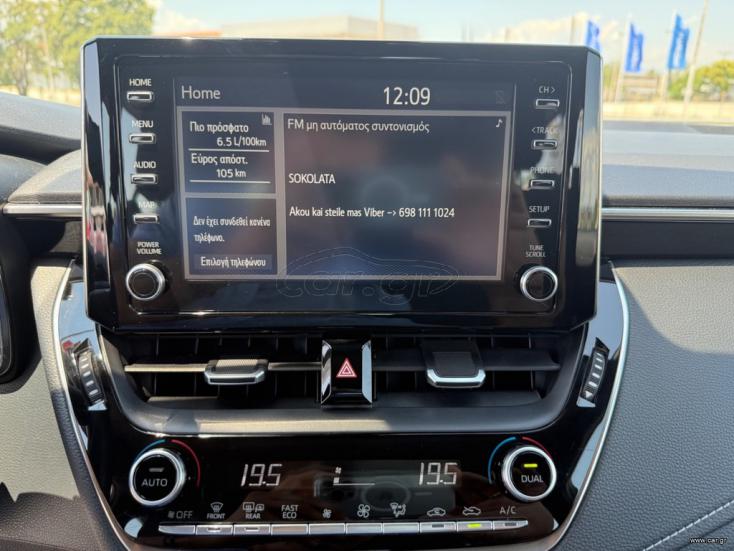 HOME
MENU
AUDIO
MAP
POWER
VOLUME
Home
12:09
Πιο πρόσφατο
6.5 L/100km
Εύρος απόστ.
105 km
Δεν έχει συνδεθεί κανένα
τηλέφωνο.
Επιλογή τηλεφώνου
FM μη αυτόματος συντονισμός
SOKOLATA
Akou kai steile mas Viber -> 698 111 1024
CH >
< TRACK
PHONE
SETUP
TUNE
SCROLL
car.gr
AUTO
19.5
19.5
DUAL
OFF
FRONT
REAR
FAST
ECO
A/C
www.car.gr